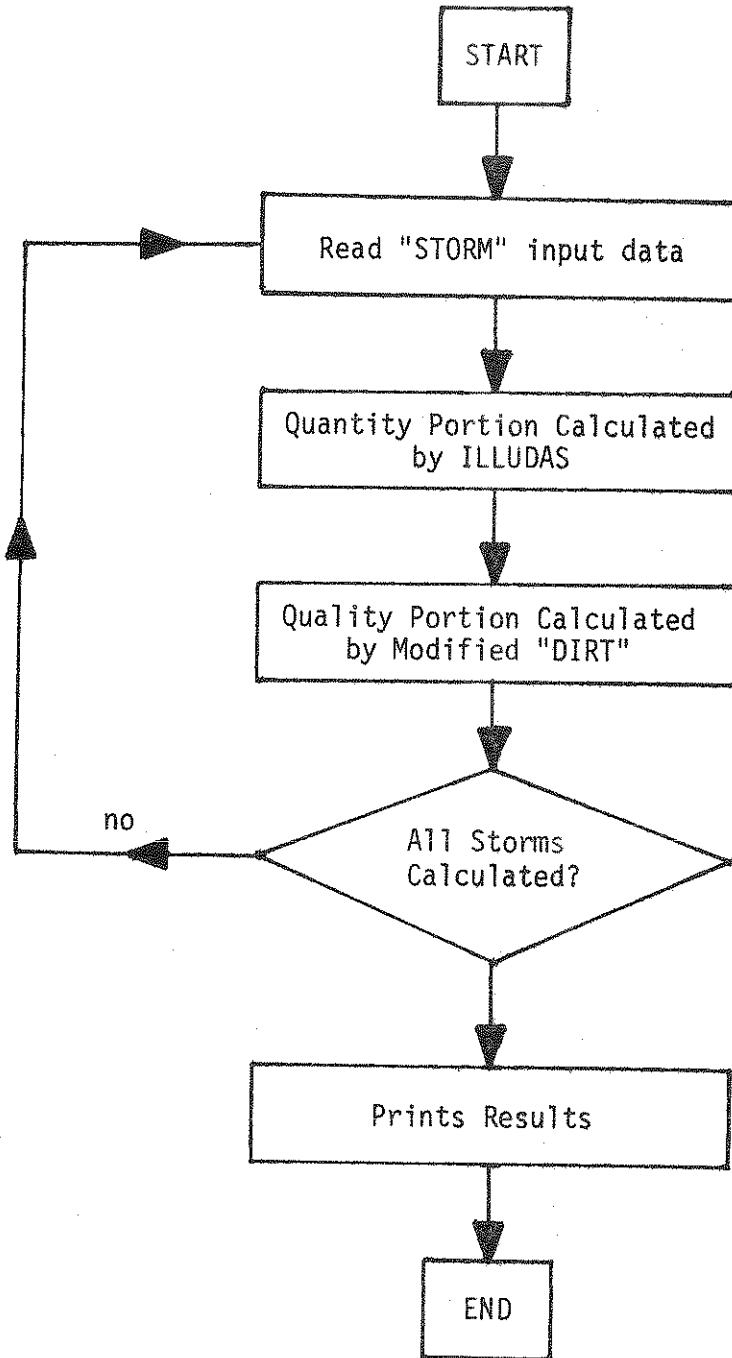 START
Read "STORM" input data
Quantity Portion Calculated
by ILLUDAS
Quality Portion Calculated
by Modified "DIRT"
no
All Storms
Calculated?
Prints Results
END